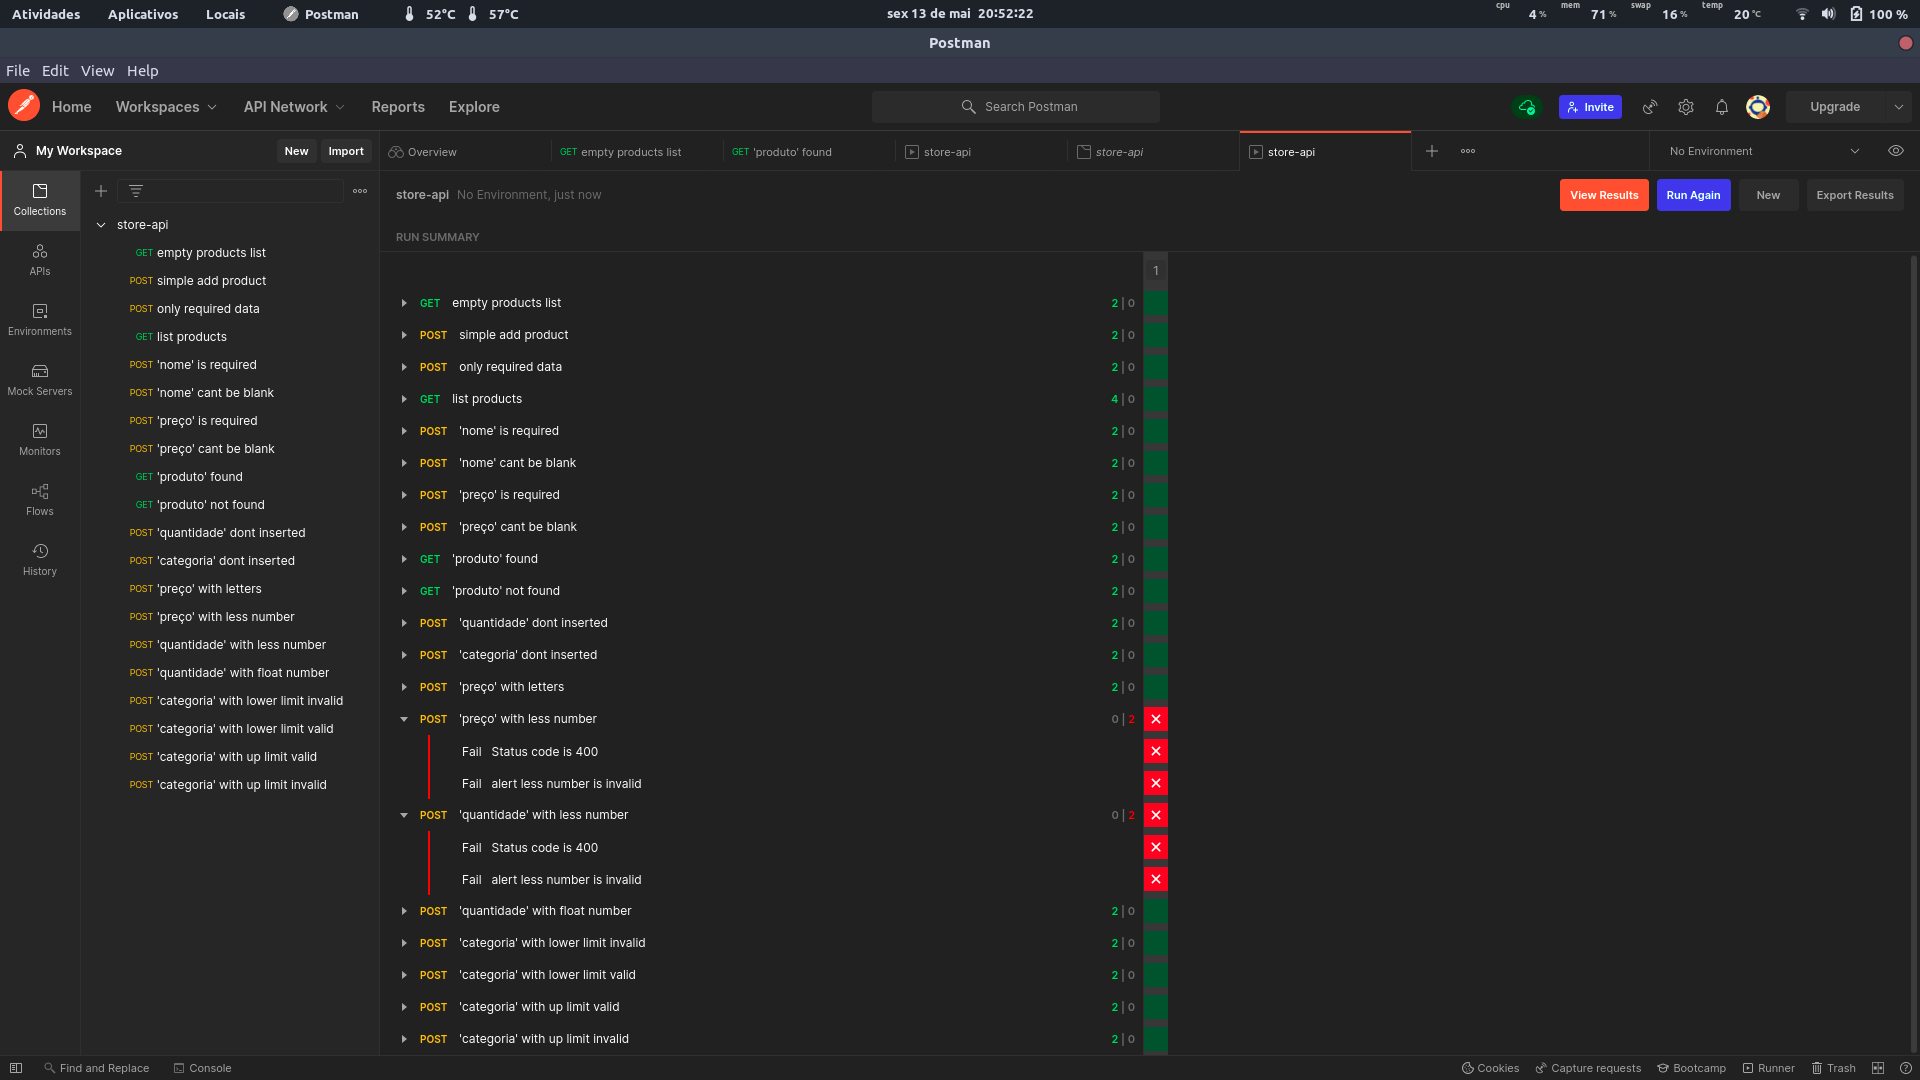 Atividades Aplicativos Locais Postman 52°C 57°C sex 13 de mai 20:52:22 cpu 4 % mem 71 % swap 16 % temp 20 °C 100 %
Postman
File Edit View Help
Home Workspaces API Network Reports Explore Search Postman Invite Upgrade
My Workspace New Import Overview GET empty products list GET 'produto' found store-api store-api store-api No Environment
Collections
APIs
Environments
Mock Servers
Monitors
Flows
History
store-api
GET empty products list
POST simple add product
POST only required data
GET list products
POST 'nome' is required
POST 'nome' cant be blank
POST 'preço' is required
POST 'preço' cant be blank
GET 'produto' found
GET 'produto' not found
POST 'quantidade' dont inserted
POST 'categoria' dont inserted
POST 'preço' with letters
POST 'preço' with less number
POST 'quantidade' with less number
POST 'quantidade' with float number
POST 'categoria' with lower limit invalid
POST 'categoria' with lower limit valid
POST 'categoria' with up limit valid
POST 'categoria' with up limit invalid
store-api No Environment, just now View Results Run Again New Export Results
RUN SUMMARY
1
GET empty products list 2 | 0
POST simple add product 2 | 0
POST only required data 2 | 0
GET list products 4 | 0
POST 'nome' is required 2 | 0
POST 'nome' cant be blank 2 | 0
POST 'preço' is required 2 | 0
POST 'preço' cant be blank 2 | 0
GET 'produto' found 2 | 0
GET 'produto' not found 2 | 0
POST 'quantidade' dont inserted 2 | 0
POST 'categoria' dont inserted 2 | 0
POST 'preço' with letters 2 | 0
POST 'preço' with less number 0 | 2
Fail Status code is 400
Fail alert less number is invalid
POST 'quantidade' with less number 0 | 2
Fail Status code is 400
Fail alert less number is invalid
POST 'quantidade' with float number 2 | 0
POST 'categoria' with lower limit invalid 2 | 0
POST 'categoria' with lower limit valid 2 | 0
POST 'categoria' with up limit valid 2 | 0
POST 'categoria' with up limit invalid 2 | 0
Find and Replace Console Cookies Capture requests Bootcamp Runner Trash